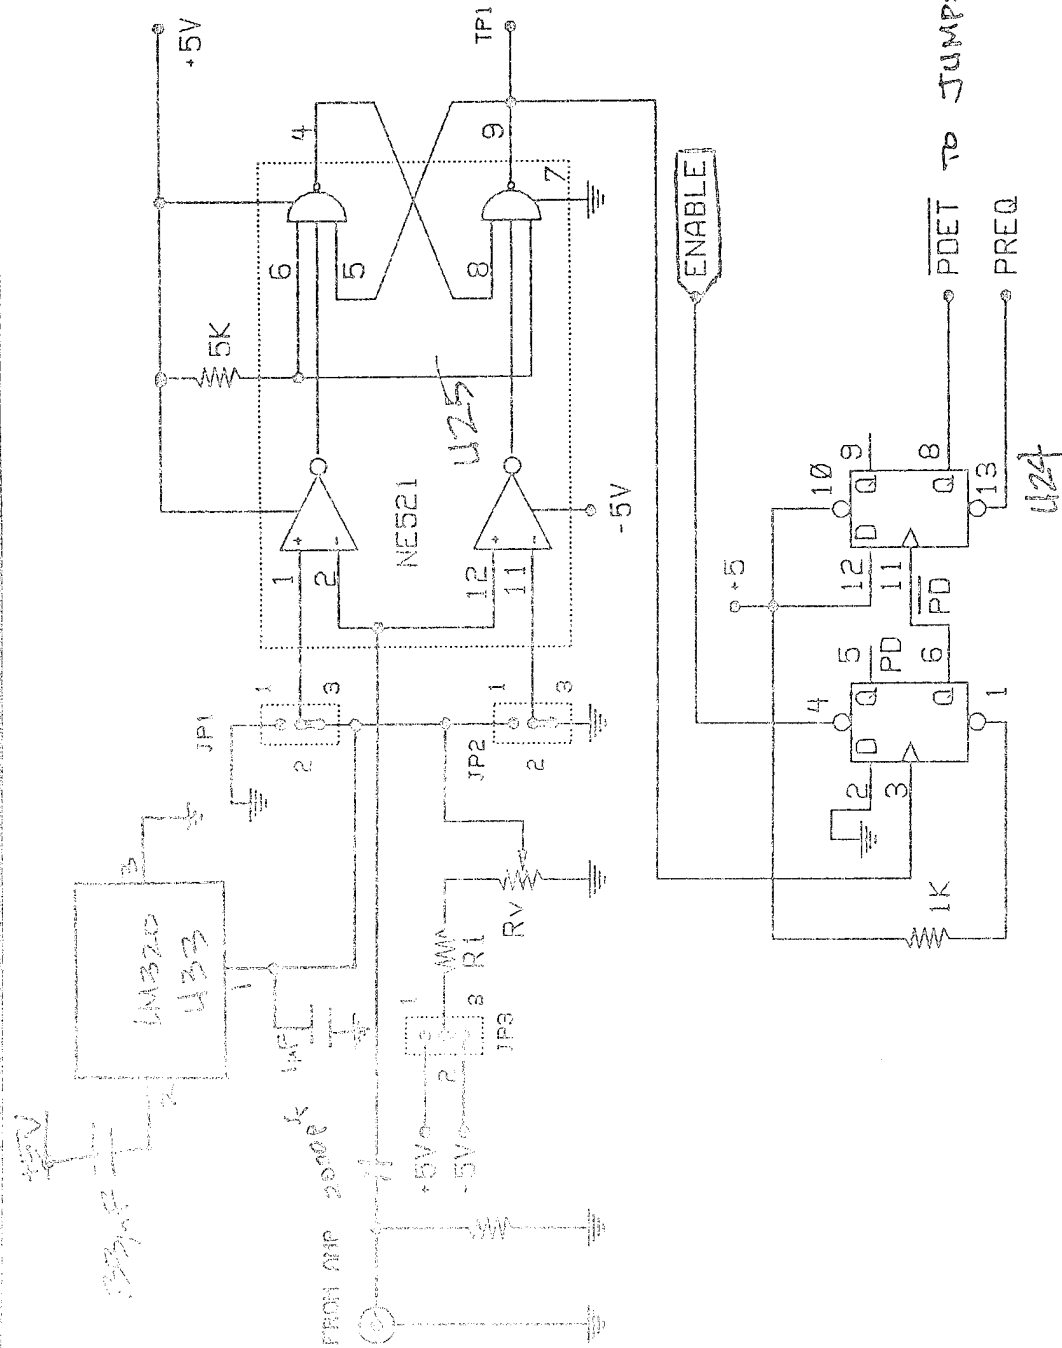 +5V
TP1
4
9
7
6
5
8
5K
U25
NE521
-5V
1
2
12
11
JP1
1
2
3
JP2
1
2
3
3
LM320
U33
1
2
+5V
1µF
Ri
Rv
1
2
3
JP3
+5V
-5V
FROM AMP
ENABLE
PDET TO JUMP
PREQ
+5
10
9
Q
D
8
Q
13
12
11
U24
PD
4
5
Q
PD
D
6
Q
1
2
3
1K